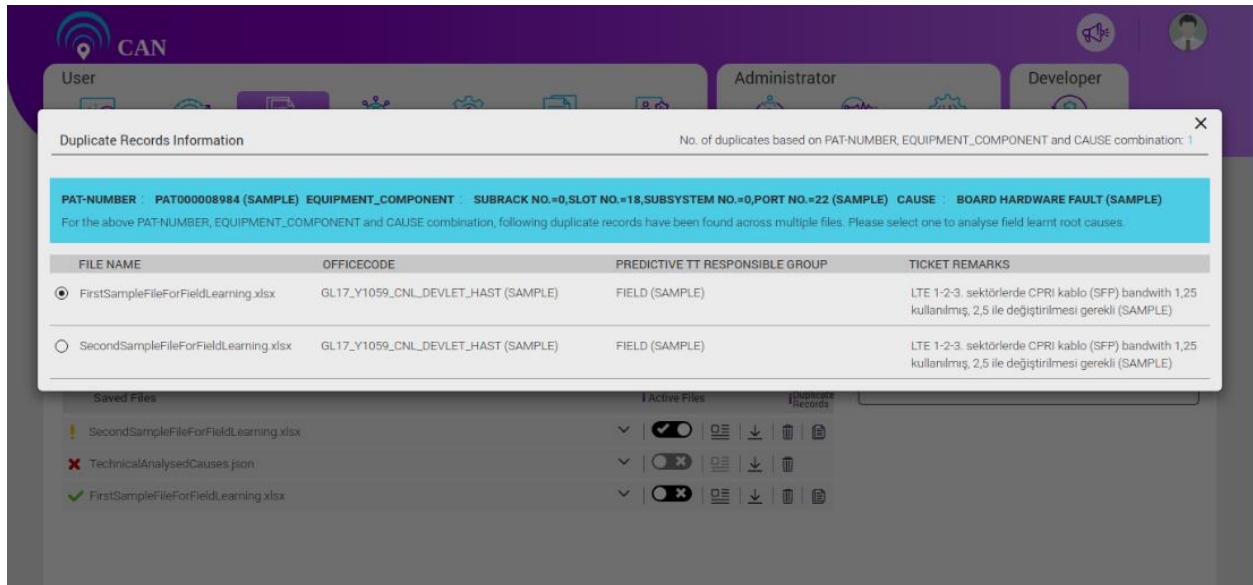 CAN
User
Administrator
Developer
Duplicate Records Information
No. of duplicates based on PAT-NUMBER, EQUIPMENT_COMPONENT and CAUSE combination: 1
PAT-NUMBER : PAT000008984 (SAMPLE) EQUIPMENT_COMPONENT : SUBRACK NO.=0,SLOT NO.=18,SUBSYSTEM NO.=0,PORT NO.=22 (SAMPLE) CAUSE : BOARD HARDWARE FAULT (SAMPLE)
For the above PAT-NUMBER, EQUIPMENT_COMPONENT and CAUSE combination, following duplicate records have been found across multiple files. Please select one to analyse field learnt root causes.
FILE NAME OFFICECODE PREDICTIVE TT RESPONSIBLE GROUP TICKET REMARKS
FirstSampleFileForFieldLearning.xlsx GL17_Y1059_CNL_DEVLET_HAST (SAMPLE) FIELD (SAMPLE) LTE 1-2-3. sektörlerde CPRI kablo (SFP) bandwith 1,25
kullanılmış, 2,5 ile değiştirilmesi gerekli (SAMPLE)
SecondSampleFileForFieldLearning.xlsx GL17_Y1059_CNL_DEVLET_HAST (SAMPLE) FIELD (SAMPLE) LTE 1-2-3. sektörlerde CPRI kablo (SFP) bandwith 1,25
kullanılmış, 2,5 ile değiştirilmesi gerekli (SAMPLE)
Saved Files Active Files Duplicate
Records
SecondSampleFileForFieldLearning.xlsx
TechnicalAnalysedCauses.json
FirstSampleFileForFieldLearning.xlsx